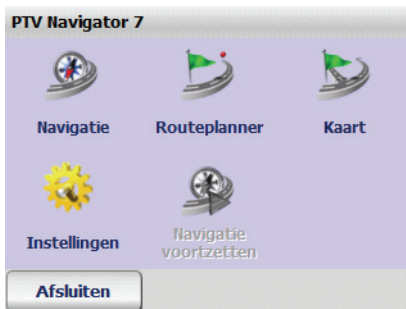 PTV Navigator 7
Navigatie
Routeplanner
Kaart
Instellingen
Navigatie
voortzetten
Afsluiten